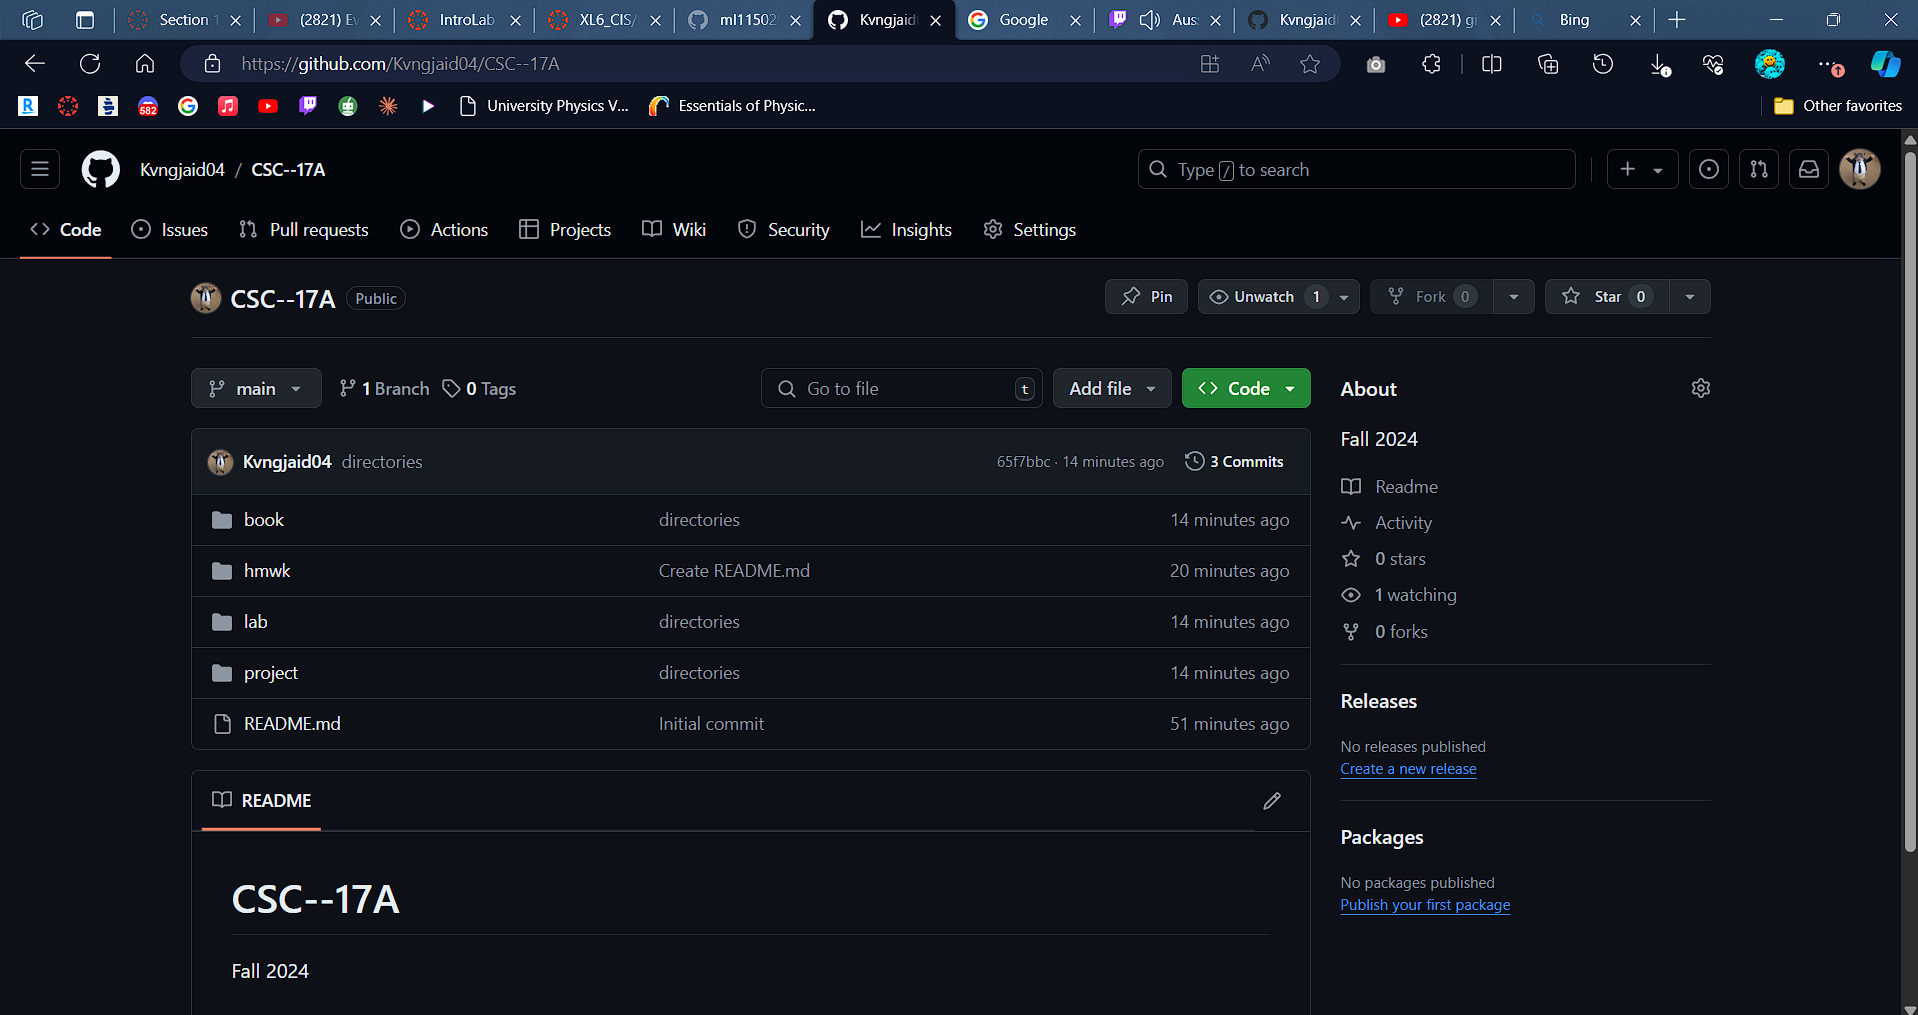 Section 1
(2821) Ev
IntroLab
XL6_CIS/
ml11502
Kvngjaid
Google
Aus
Kvngjaid
(2821) gi
Bing
https://github.com/Kvngjaid04/CSC--17A
582
University Physics V...
Essentials of Physic...
Other favorites
Kvngjaid04 / CSC--17A
Type / to search
Code
Issues
Pull requests
Actions
Projects
Wiki
Security
Insights
Settings
CSC--17A Public
Pin
Unwatch 1
Fork 0
Star 0
main
1 Branch
0 Tags
Go to file t
Add file
Code
Kvngjaid04 directories 65f7bbc · 14 minutes ago 3 Commits
book directories 14 minutes ago
hmwk Create README.md 20 minutes ago
lab directories 14 minutes ago
project directories 14 minutes ago
README.md Initial commit 51 minutes ago
README
CSC--17A
Fall 2024
About
Fall 2024
Readme
Activity
0 stars
1 watching
0 forks
Releases
No releases published
Create a new release
Packages
No packages published
Publish your first package